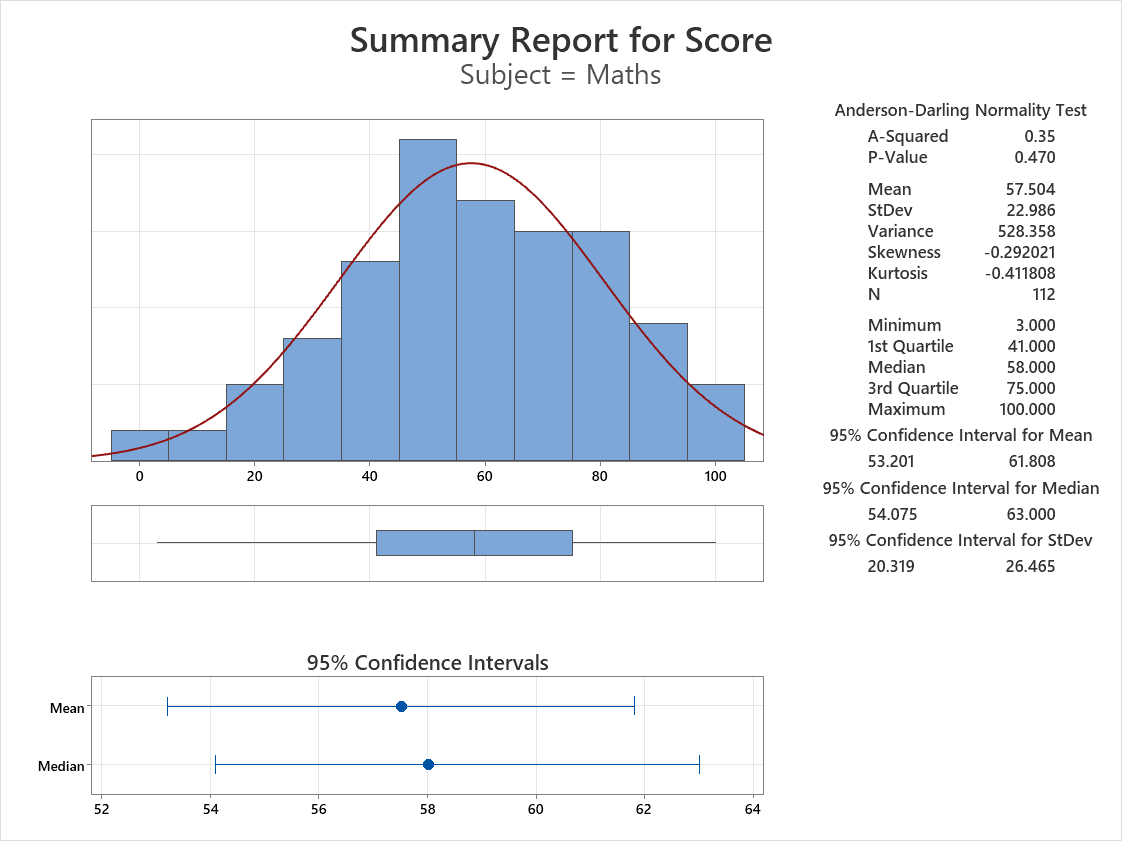 Summary Report for Score
Subject = Maths
Anderson-Darling Normality Test
A-Squared 0.35
P-Value 0.470
Mean 57.504
StDev 22.986
Variance 528.358
Skewness -0.292021
Kurtosis -0.411808
N 112
Minimum 3.000
1st Quartile 41.000
Median 58.000
3rd Quartile 75.000
Maximum 100.000
95% Confidence Interval for Mean
53.201 61.808
95% Confidence Interval for Median
54.075 63.000
95% Confidence Interval for StDev
20.319 26.465
0 20 40 60 80 100
95% Confidence Intervals
Mean
Median
52 54 56 58 60 62 64